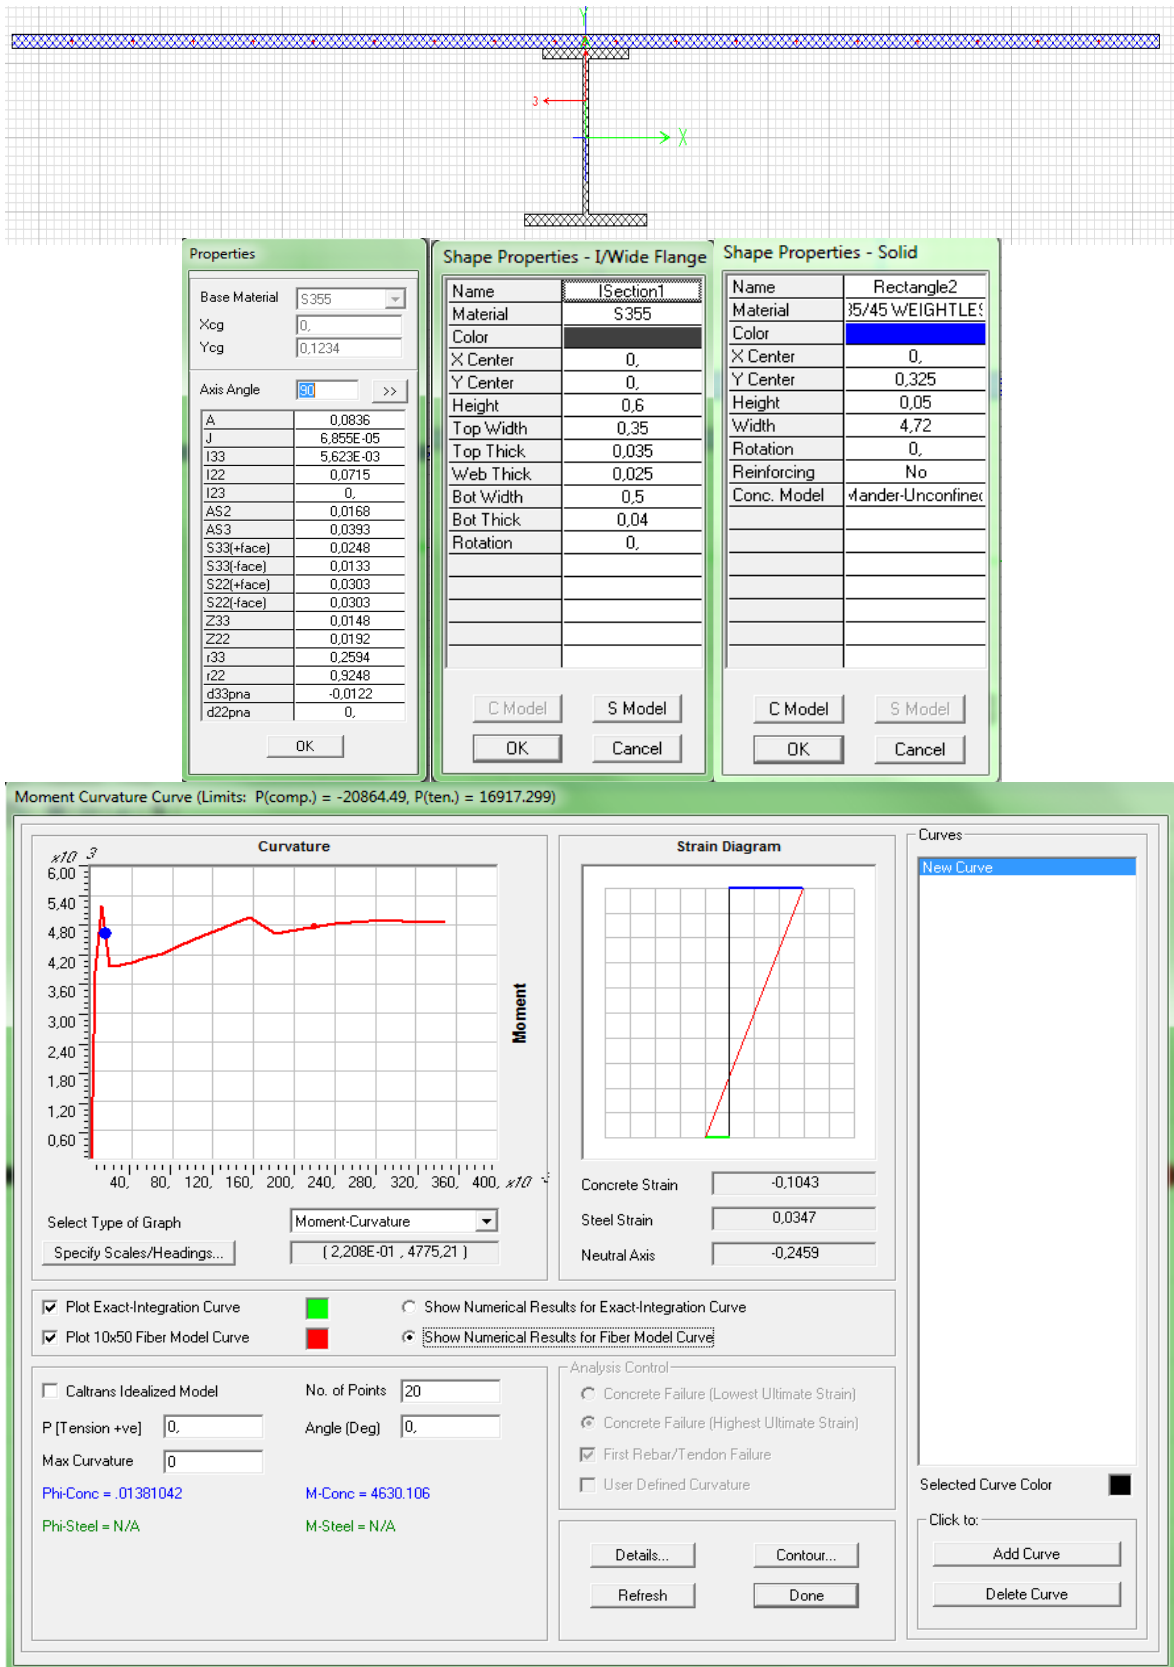 Y
3
X
Properties
Base Material S355
Xcg 0,
Ycg 0,1234
Axis Angle 90 >>
A 0,0836
J 6,855E-05
I33 5,623E-03
I22 0,0715
I23 0,
AS2 0,0168
AS3 0,0393
S33(+face) 0,0248
S33(-face) 0,0133
S22(+face) 0,0303
S22(-face) 0,0303
Z33 0,0148
Z22 0,0192
r33 0,2594
r22 0,9248
d33pna -0,0122
d22pna 0,
OK
Shape Properties - I/Wide Flange
Name ISection1
Material S355
Color
X Center 0,
Y Center 0,
Height 0,6
Top Width 0,35
Top Thick 0,035
Web Thick 0,025
Bot Width 0,5
Bot Thick 0,04
Rotation 0,
C Model S Model
OK Cancel
Shape Properties - Solid
Name Rectangle2
Material 35/45 WEIGHTLES
Color
X Center 0,
Y Center 0,325
Height 0,05
Width 4,72
Rotation 0,
Reinforcing No
Conc. Model Mander-Unconfined
C Model S Model
OK Cancel
Moment Curvature Curve (Limits: P(comp.) = -20864.49, P(ten.) = 16917.299)
Curvature
x10 3
6,00
5,40
4,80
4,20
3,60
3,00
2,40
1,80
1,20
0,60
40, 80, 120, 160, 200, 240, 280, 320, 360, 400, x10
Moment
Select Type of Graph Moment-Curvature
Specify Scales/Headings... ( 2,208E-01 , 4775,21 )
Strain Diagram
Concrete Strain -0,1043
Steel Strain 0,0347
Neutral Axis -0,2459
Curves
New Curve
Plot Exact-Integration Curve Show Numerical Results for Exact-Integration Curve
Plot 10x50 Fiber Model Curve Show Numerical Results for Fiber Model Curve
Caltrans Idealized Model No. of Points 20
P [Tension +ve] 0, Angle (Deg) 0,
Max Curvature 0
Phi-Conc = .01381042 M-Conc = 4630.106
Phi-Steel = N/A M-Steel = N/A
Analysis Control
Concrete Failure (Lowest Ultimate Strain)
Concrete Failure (Highest Ultimate Strain)
First Rebar/Tendon Failure
User Defined Curvature
Details... Contour...
Refresh Done
Selected Curve Color
Click to:
Add Curve
Delete Curve